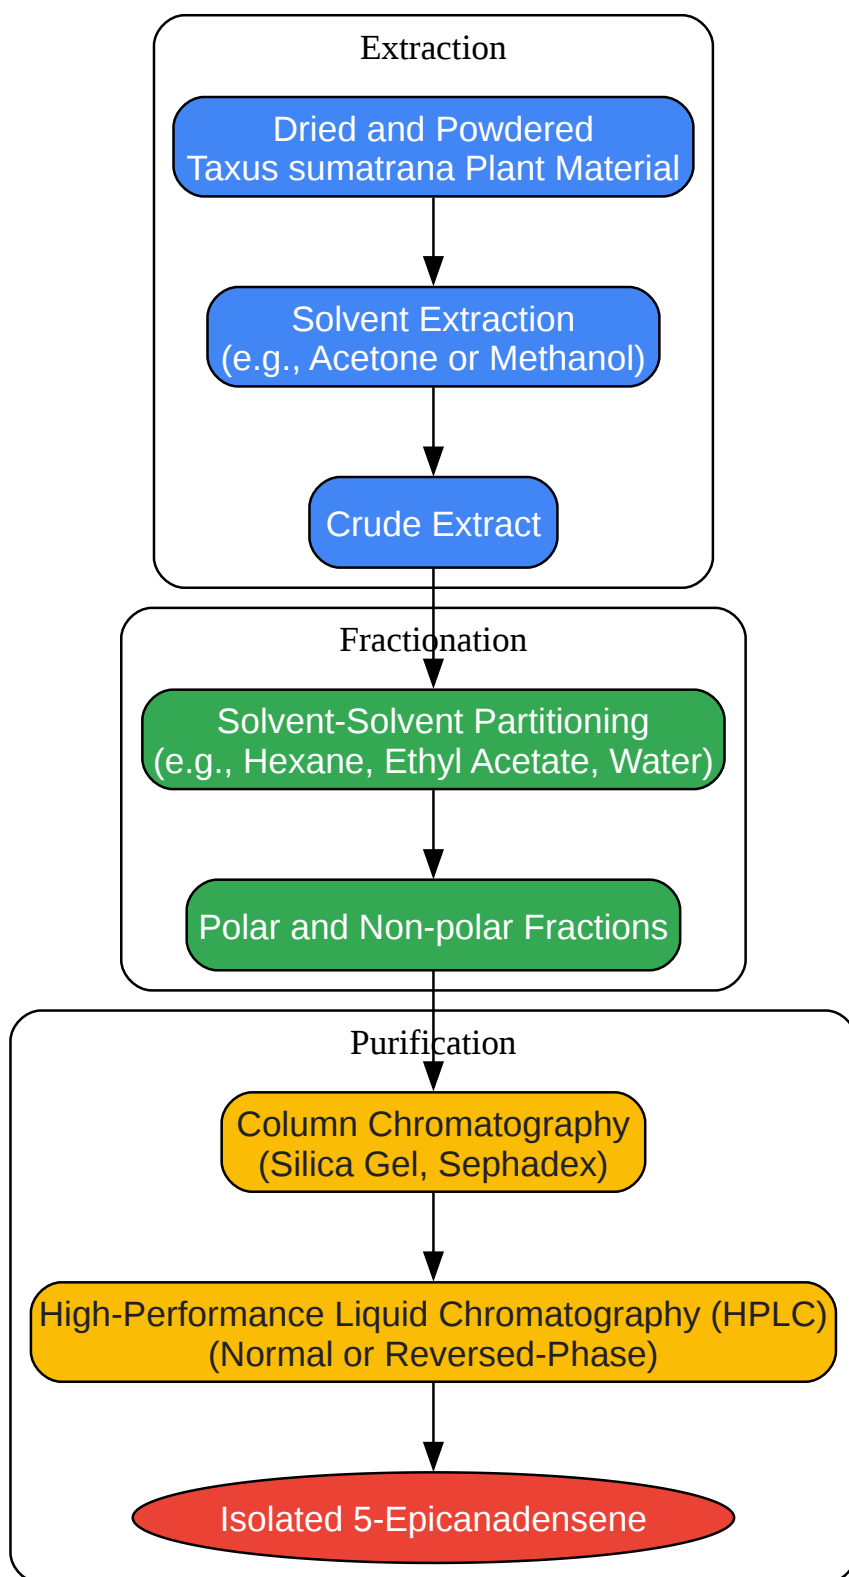 Extraction
Dried and Powdered
Taxus sumatrana Plant Material
Solvent Extraction
(e.g., Acetone or Methanol)
Crude Extract
Fractionation
Solvent-Solvent Partitioning
(e.g., Hexane, Ethyl Acetate, Water)
Polar and Non-polar Fractions
Purification
Column Chromatography
(Silica Gel, Sephadex)
High-Performance Liquid Chromatography (HPLC)
(Normal or Reversed-Phase)
Isolated 5-Epicanadensene